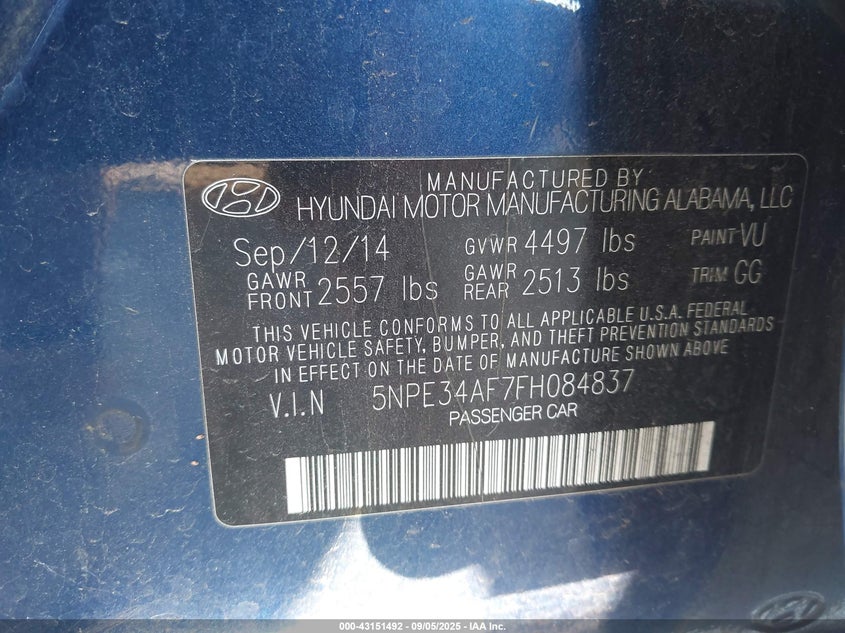 MANUFACTURED BY
HYUNDAI MOTOR MANUFACTURING ALABAMA, LLC
Sep/12/14 GVWR 4497 lbs PAINT VU
GAWR FRONT 2557 lbs GAWR REAR 2513 lbs TRIM GG
THIS VEHICLE CONFORMS TO ALL APPLICABLE U.S.A. FEDERAL
MOTOR VEHICLE SAFETY, BUMPER, AND THEFT PREVENTION STANDARDS
IN EFFECT ON THE DATE OF MANUFACTURE SHOWN ABOVE
V.I.N 5NPE34AF7FH084837
PASSENGER CAR
000-43151492 - 09/05/2025 - IAA Inc.